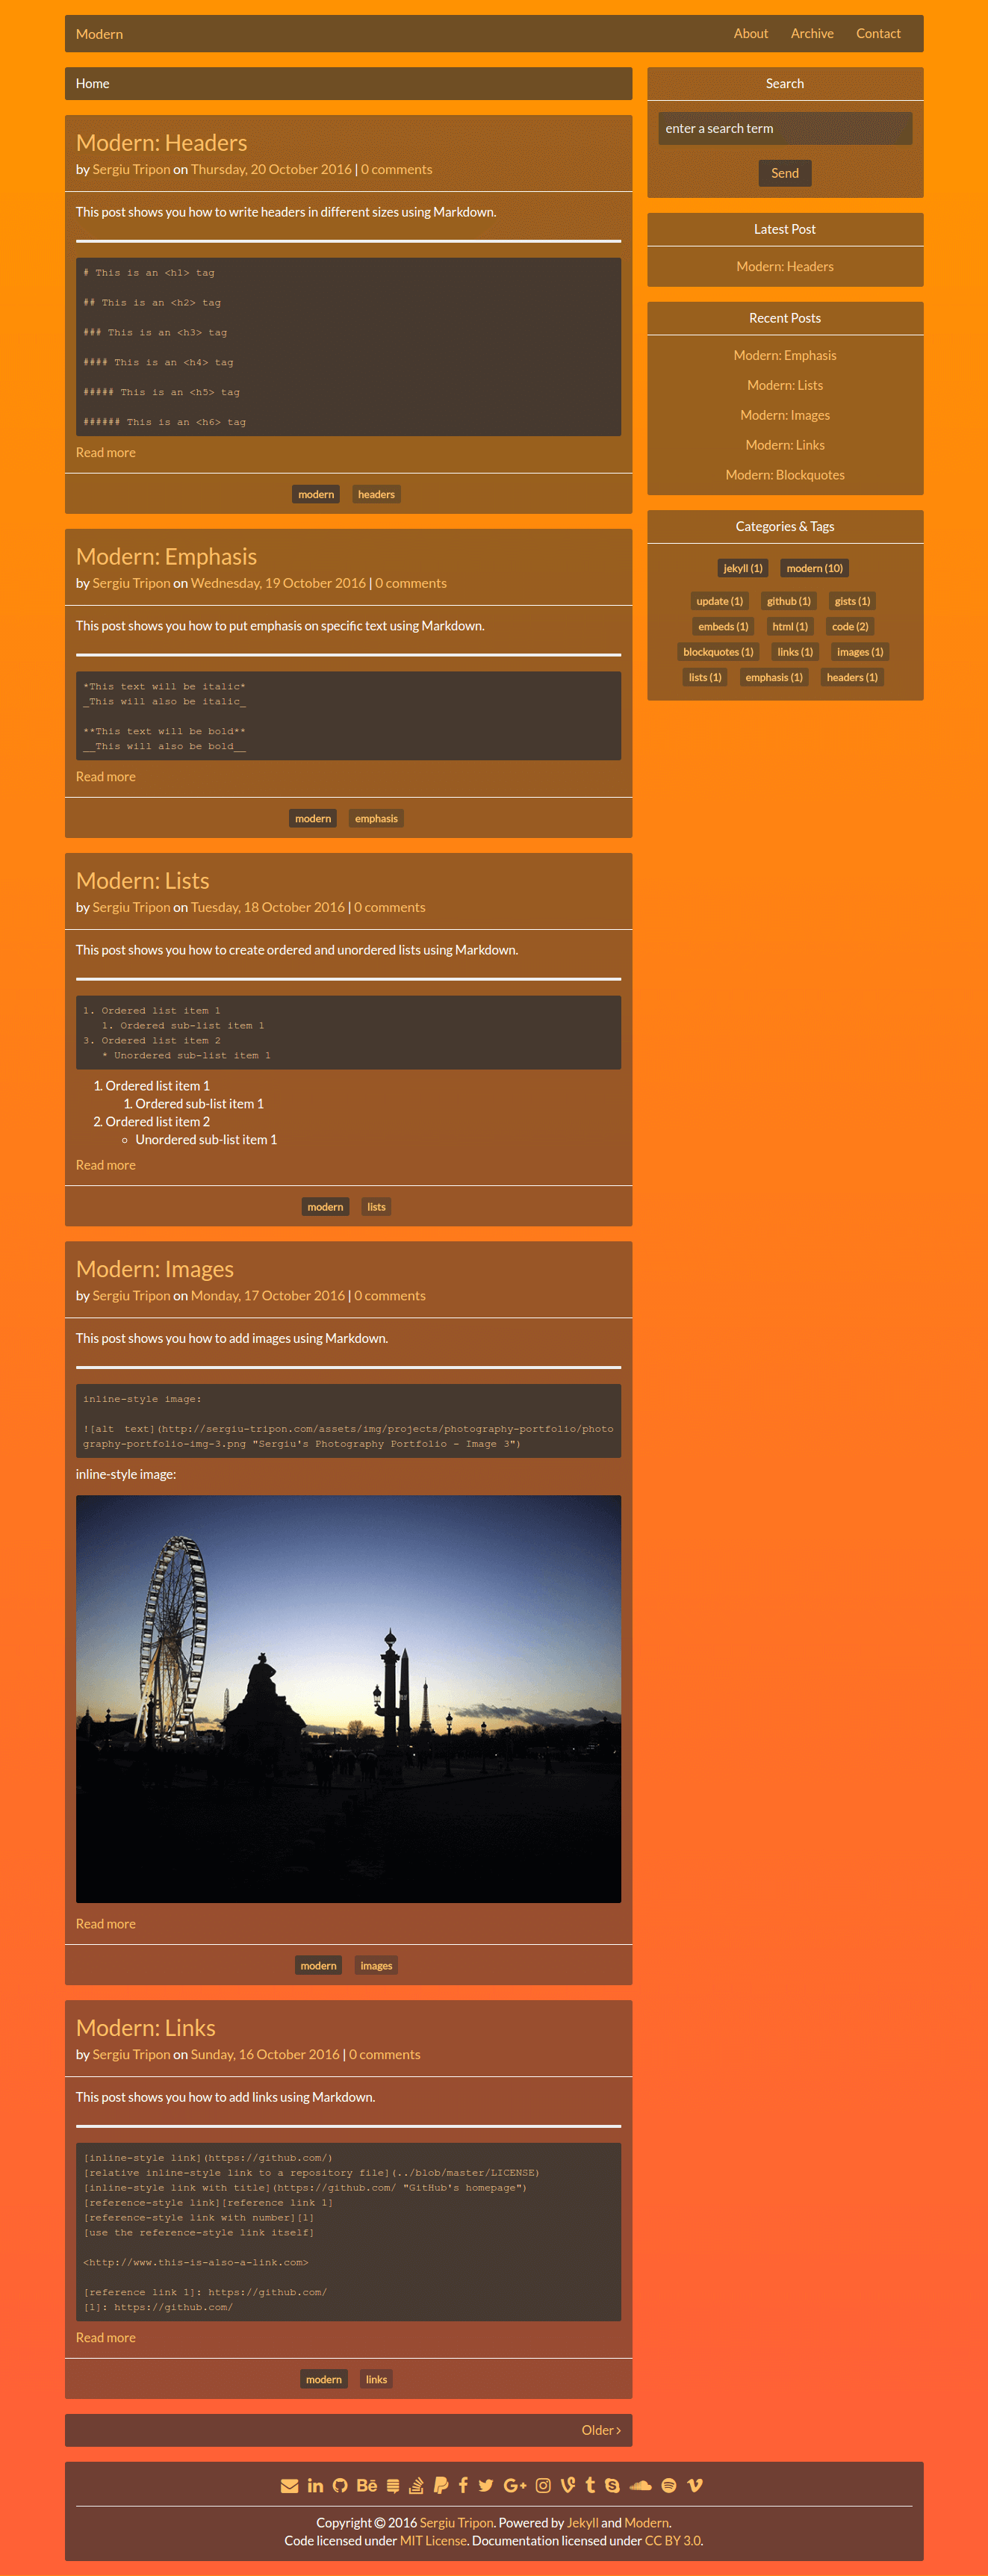 Modern
About Archive Contact
Home
Modern: Headers
by Sergiu Tripon on Thursday, 20 October 2016 | 0 comments
This post shows you how to write headers in different sizes using Markdown.
# This is an <h1> tag
## This is an <h2> tag
### This is an <h3> tag
#### This is an <h4> tag
##### This is an <h5> tag
###### This is an <h6> tag
Read more
modern headers
Modern: Emphasis
by Sergiu Tripon on Wednesday, 19 October 2016 | 0 comments
This post shows you how to put emphasis on specific text using Markdown.
*This text will be italic*
_This will also be italic_
**This text will be bold**
__This will also be bold__
Read more
modern emphasis
Modern: Lists
by Sergiu Tripon on Tuesday, 18 October 2016 | 0 comments
This post shows you how to create ordered and unordered lists using Markdown.
1. Ordered list item 1
   1. Ordered sub-list item 1
3. Ordered list item 2
   * Unordered sub-list item 1
1. Ordered list item 1
1. Ordered sub-list item 1
2. Ordered list item 2
◦ Unordered sub-list item 1
Read more
modern lists
Modern: Images
by Sergiu Tripon on Monday, 17 October 2016 | 0 comments
This post shows you how to add images using Markdown.
inline-style image:
![alt text](http://sergiu-tripon.com/assets/img/projects/photography-portfolio/photo
graphy-portfolio-img-3.png "Sergiu's Photography Portfolio - Image 3")
inline-style image:
Read more
modern images
Modern: Links
by Sergiu Tripon on Sunday, 16 October 2016 | 0 comments
This post shows you how to add links using Markdown.
[inline-style link](https://github.com/)
[relative inline-style link to a repository file](../blob/master/LICENSE)
[inline-style link with title](https://github.com/ "GitHub's homepage")
[reference-style link][reference link 1]
[reference-style link with number][1]
[use the reference-style link itself]
<http://www.this-is-also-a-link.com>
[reference link 1]: https://github.com/
[1]: https://github.com/
Read more
modern links
Older >
Search
enter a search term
Send
Latest Post
Modern: Headers
Recent Posts
Modern: Emphasis
Modern: Lists
Modern: Images
Modern: Links
Modern: Blockquotes
Categories & Tags
jekyll (1) modern (10)
update (1) github (1) gists (1)
embeds (1) html (1) code (2)
blockquotes (1) links (1) images (1)
lists (1) emphasis (1) headers (1)
Copyright © 2016 Sergiu Tripon. Powered by Jekyll and Modern.
Code licensed under MIT License. Documentation licensed under CC BY 3.0.